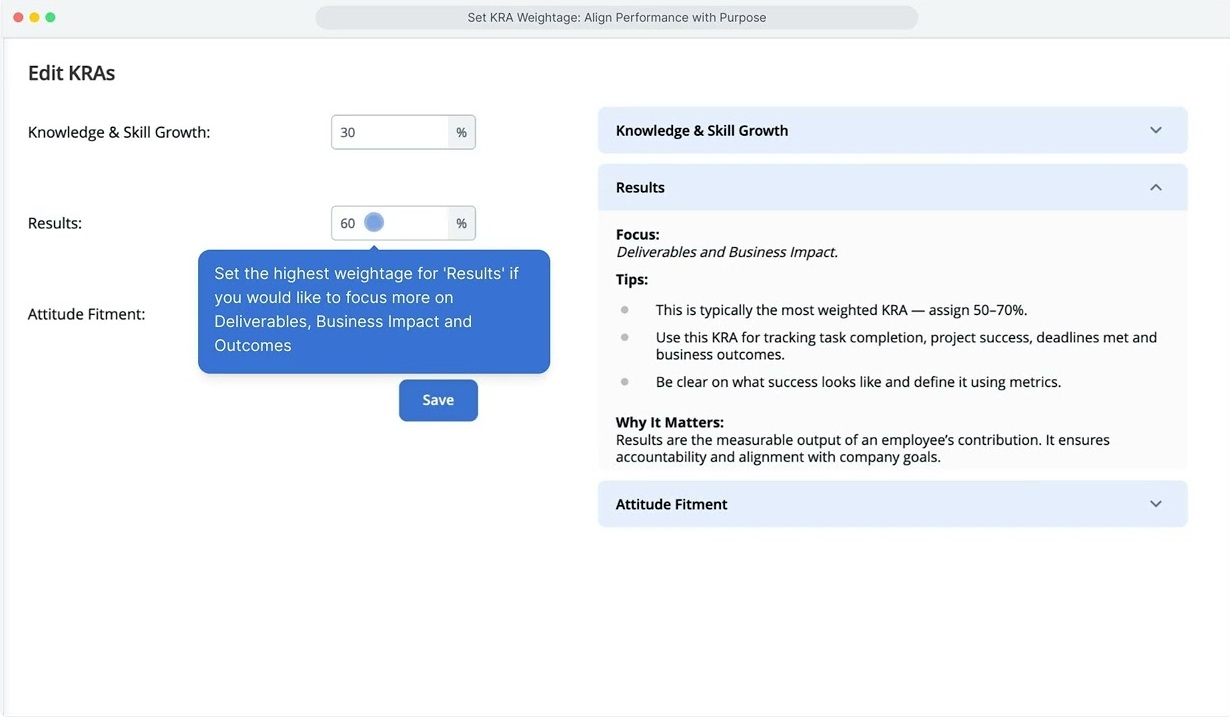 Set KRA Weightage: Align Performance with Purpose
Edit KRAs
Knowledge & Skill Growth:
30
%
Results:
60
%
Set the highest weightage for 'Results' if
you would like to focus more on
Deliverables, Business Impact and
Outcomes
Attitude Fitment:
Save
Knowledge & Skill Growth
Results
Focus:
Deliverables and Business Impact.
Tips:
This is typically the most weighted KRA — assign 50–70%.
Use this KRA for tracking task completion, project success, deadlines met and
business outcomes.
Be clear on what success looks like and define it using metrics.
Why It Matters:
Results are the measurable output of an employee’s contribution. It ensures
accountability and alignment with company goals.
Attitude Fitment